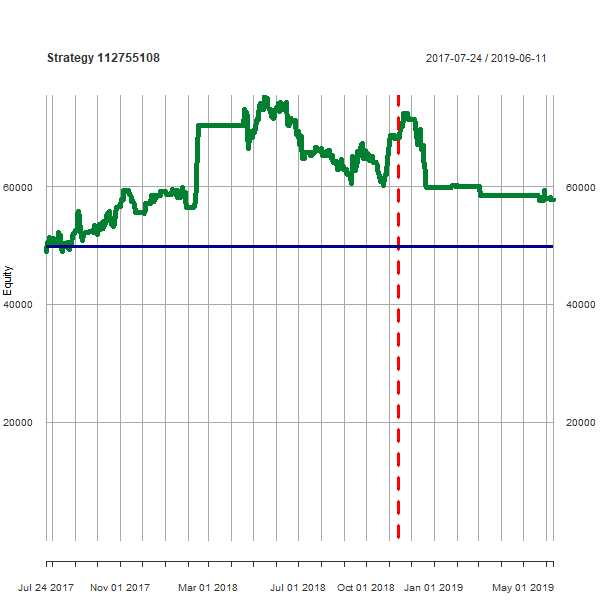 Strategy 112755108
2017-07-24 / 2019-06-11
60000
60000
Equity
40000
40000
20000
20000
Jul 24 2017
Nov 01 2017
Mar 01 2018
Jul 01 2018
Oct 01 2018
Jan 01 2019
May 01 2019